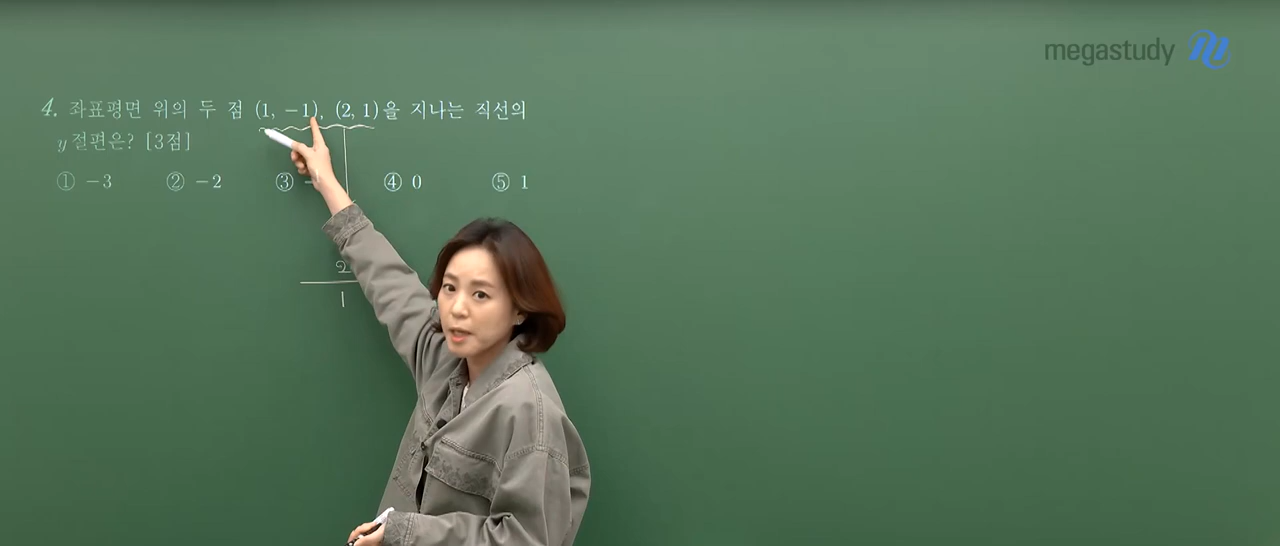 megastudy
4. 좌표평면 위의 두 점 (1, −1), (2, 1)을 지나는 직선의
y절편은? [3점]
① −3 ② −2 ③ − ④ 0 ⑤ 1
2
1